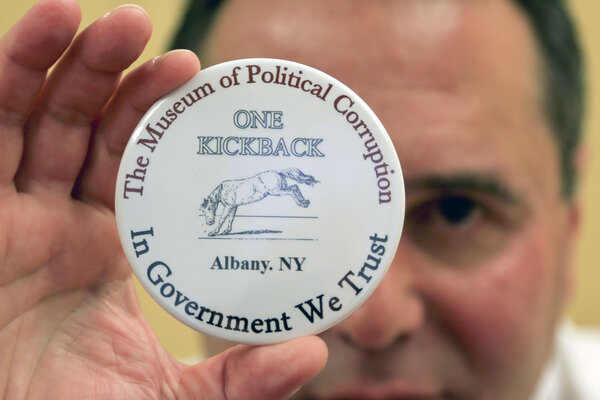 The Museum of Political Corruption
ONE
KICKBACK
Albany. NY
In Government We Trust